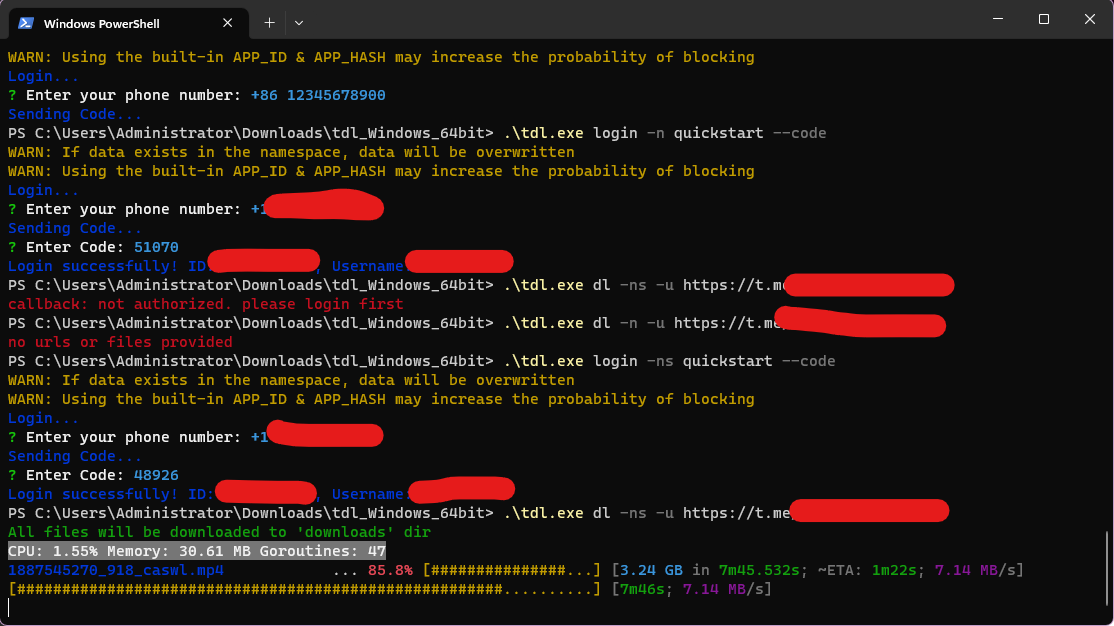 Windows PowerShell
WARN: Using the built-in APP_ID & APP_HASH may increase the probability of blocking
Login...
? Enter your phone number: +86 12345678900
Sending Code...
PS C:\Users\Administrator\Downloads\tdl_Windows_64bit> .\tdl.exe login -n quickstart --code
WARN: If data exists in the namespace, data will be overwritten
WARN: Using the built-in APP_ID & APP_HASH may increase the probability of blocking
Login...
? Enter your phone number: +1
Sending Code...
? Enter Code: 51070
Login successfully! ID: , Username:
PS C:\Users\Administrator\Downloads\tdl_Windows_64bit> .\tdl.exe dl -ns -u https://t.me
callback: not authorized. please login first
PS C:\Users\Administrator\Downloads\tdl_Windows_64bit> .\tdl.exe dl -n -u https://t.me/
no urls or files provided
PS C:\Users\Administrator\Downloads\tdl_Windows_64bit> .\tdl.exe login -ns quickstart --code
WARN: If data exists in the namespace, data will be overwritten
WARN: Using the built-in APP_ID & APP_HASH may increase the probability of blocking
Login...
? Enter your phone number: +1
Sending Code...
? Enter Code: 48926
Login successfully! ID: , Username:
PS C:\Users\Administrator\Downloads\tdl_Windows_64bit> .\tdl.exe dl -ns -u https://t.me/
All files will be downloaded to 'downloads' dir
CPU: 1.55% Memory: 30.61 MB Goroutines: 47
1887545270_918_caswl.mp4 ... 85.8% [###############...] [3.24 GB in 7m45.532s; ~ETA: 1m22s; 7.14 MB/s]
[######################################################..........] [7m46s; 7.14 MB/s]